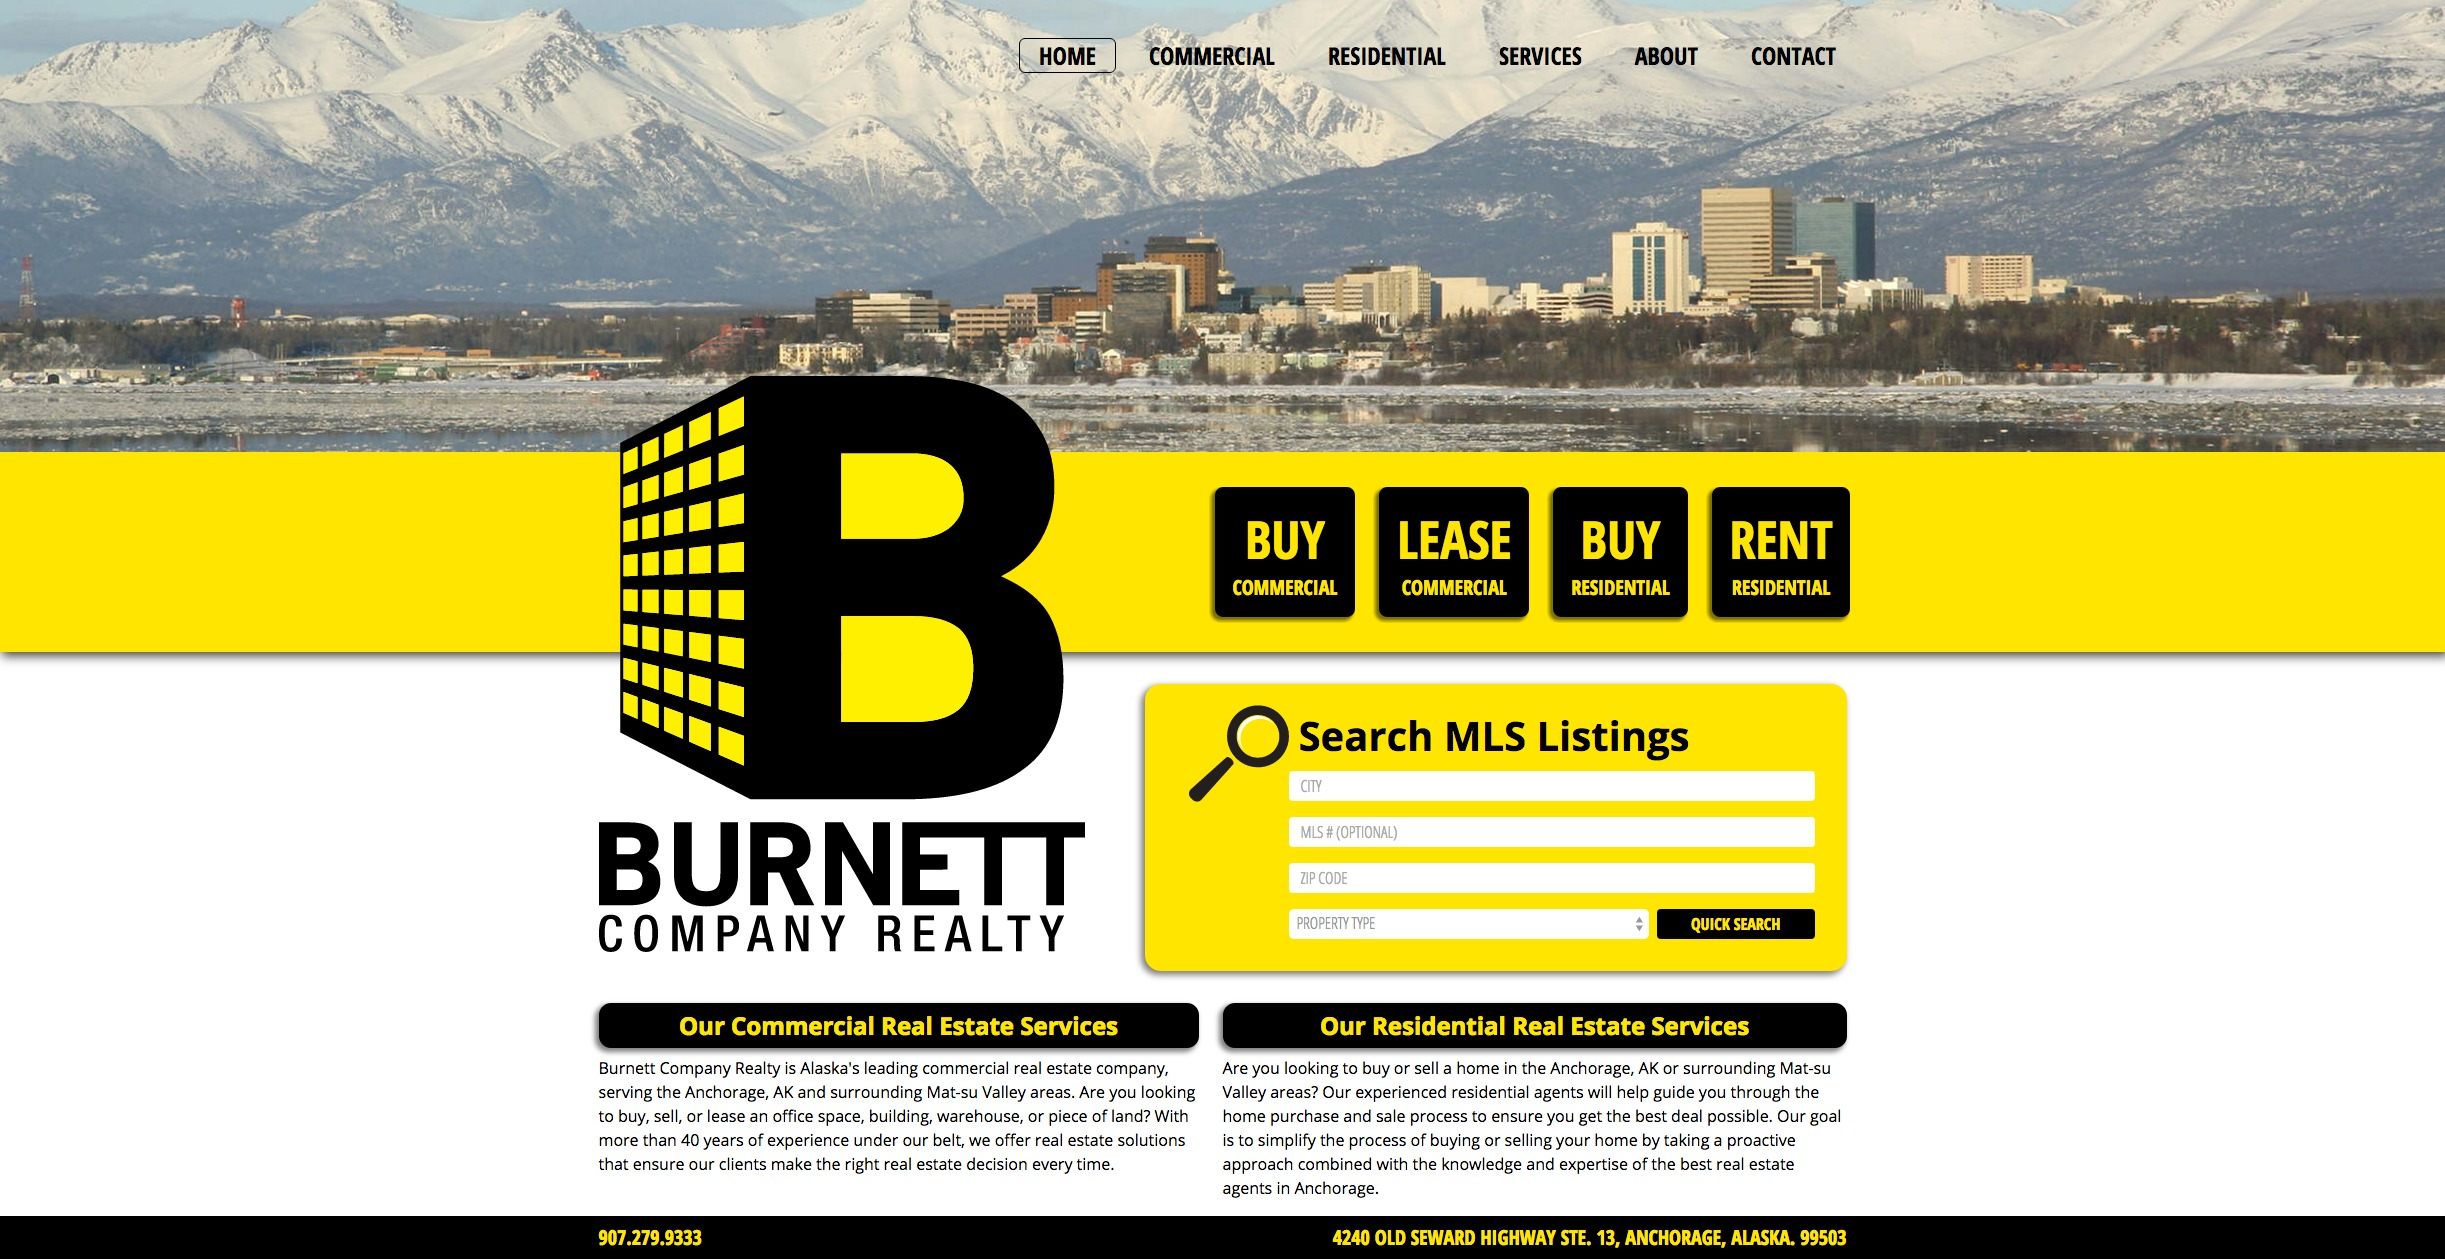 HOME COMMERCIAL RESIDENTIAL SERVICES ABOUT CONTACT
BUY
COMMERCIAL
LEASE
COMMERCIAL
BUY
RESIDENTIAL
RENT
RESIDENTIAL
B
BURNETT
COMPANY REALTY
Search MLS Listings
CITY
MLS # (OPTIONAL)
ZIP CODE
PROPERTY TYPE
QUICK SEARCH
Our Commercial Real Estate Services
Burnett Company Realty is Alaska's leading commercial real estate company,
serving the Anchorage, AK and surrounding Mat-su Valley areas. Are you looking
to buy, sell, or lease an office space, building, warehouse, or piece of land? With
more than 40 years of experience under our belt, we offer real estate solutions
that ensure our clients make the right real estate decision every time.
Our Residential Real Estate Services
Are you looking to buy or sell a home in the Anchorage, AK or surrounding Mat-su
Valley areas? Our experienced residential agents will help guide you through the
home purchase and sale process to ensure you get the best deal possible. Our goal
is to simplify the process of buying or selling your home by taking a proactive
approach combined with the knowledge and expertise of the best real estate
agents in Anchorage.
907.279.9333
4240 OLD SEWARD HIGHWAY STE. 13, ANCHORAGE, ALASKA. 99503